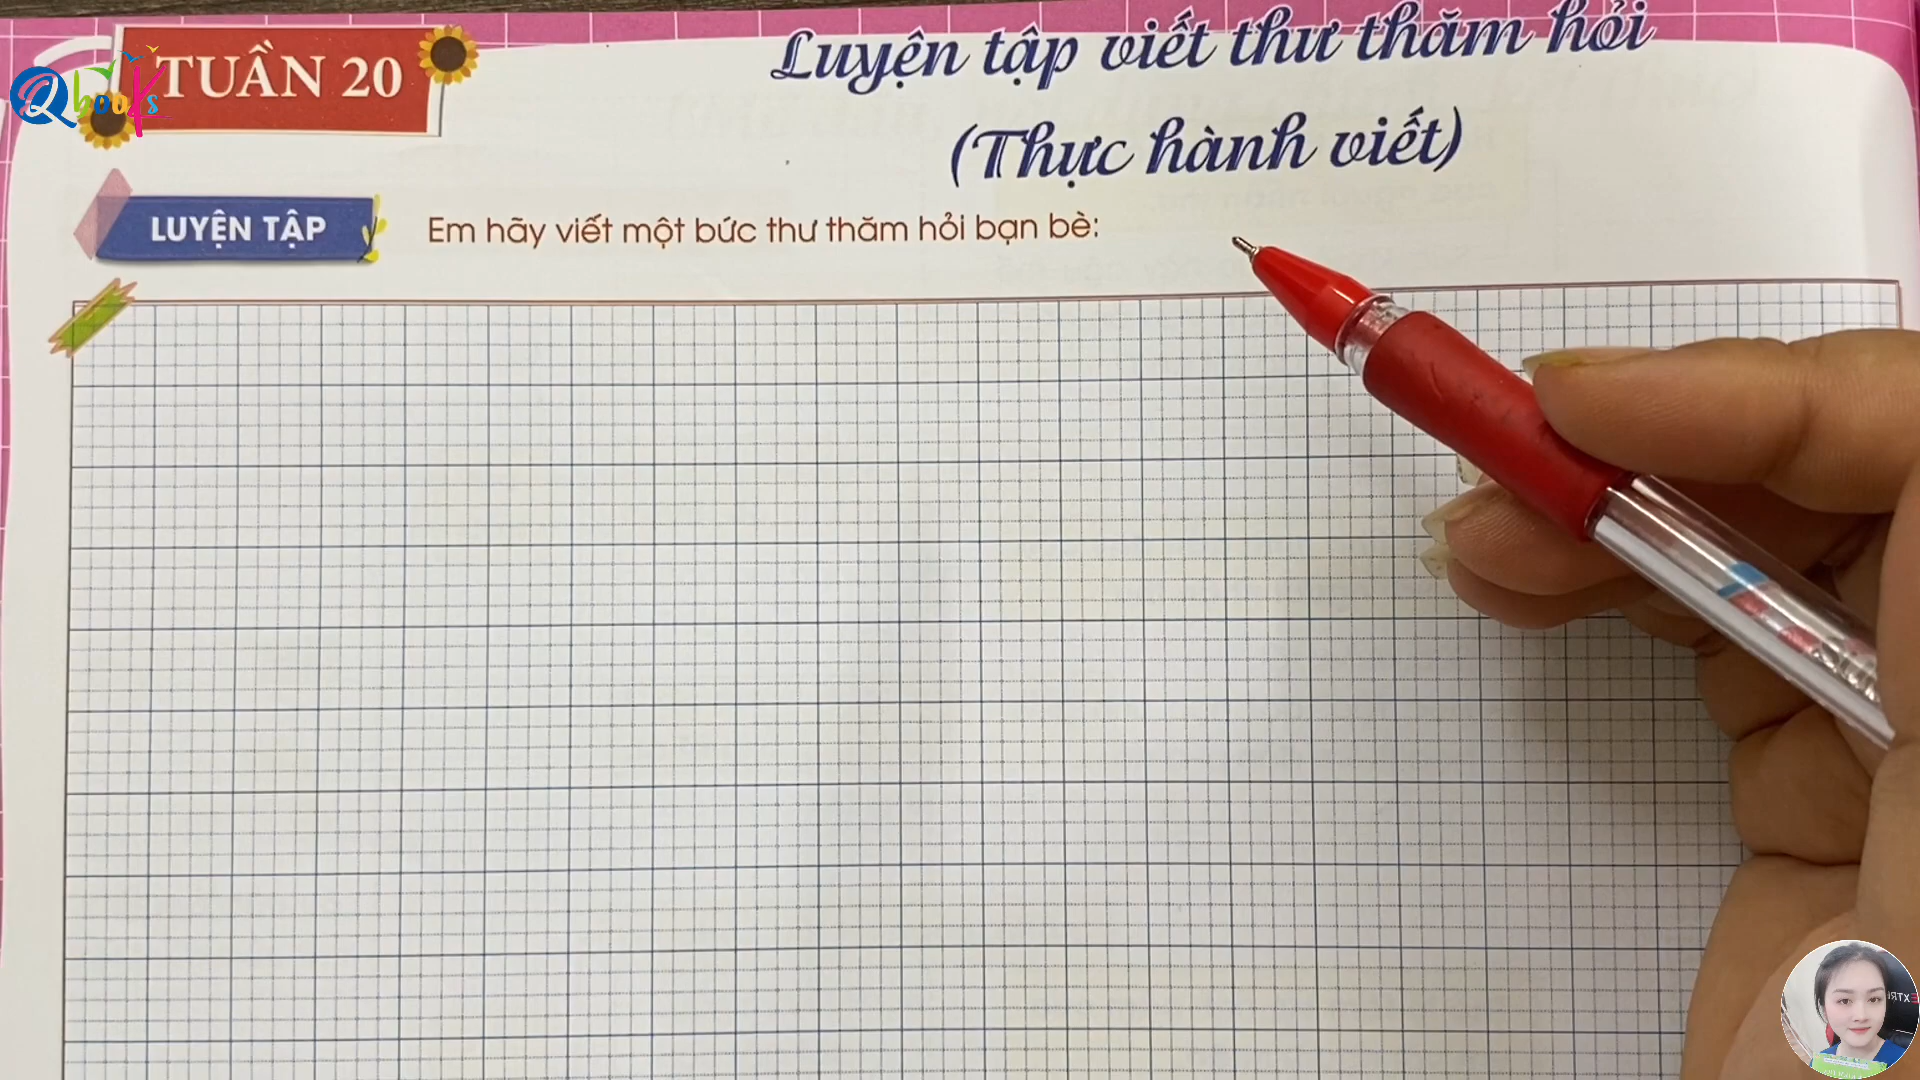 Qbooks
TUẦN 20
Luyện tập viết thư thăm hỏi
(Thực hành viết)
LUYỆN TẬP
Em hãy viết một bức thư thăm hỏi bạn bè: